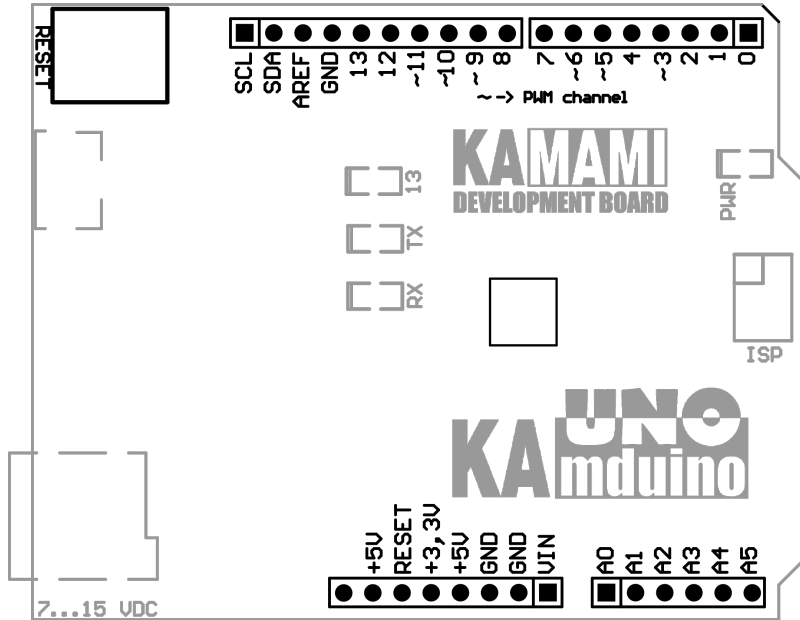 RESET
SCL
SDA
AREF
GND
13
12
~11
~10
~9
8
7
~6
~5
4
~3
2
1
0
~-> PWM channel
KAMAMI
DEVELOPMENT BOARD
13
TX
RX
PWR
ISP
KA UNO
mduino
+5V
RESET
+3,3V
+5V
GND
GND
VIN
A0
A1
A2
A3
A4
A5
7...15 VDC